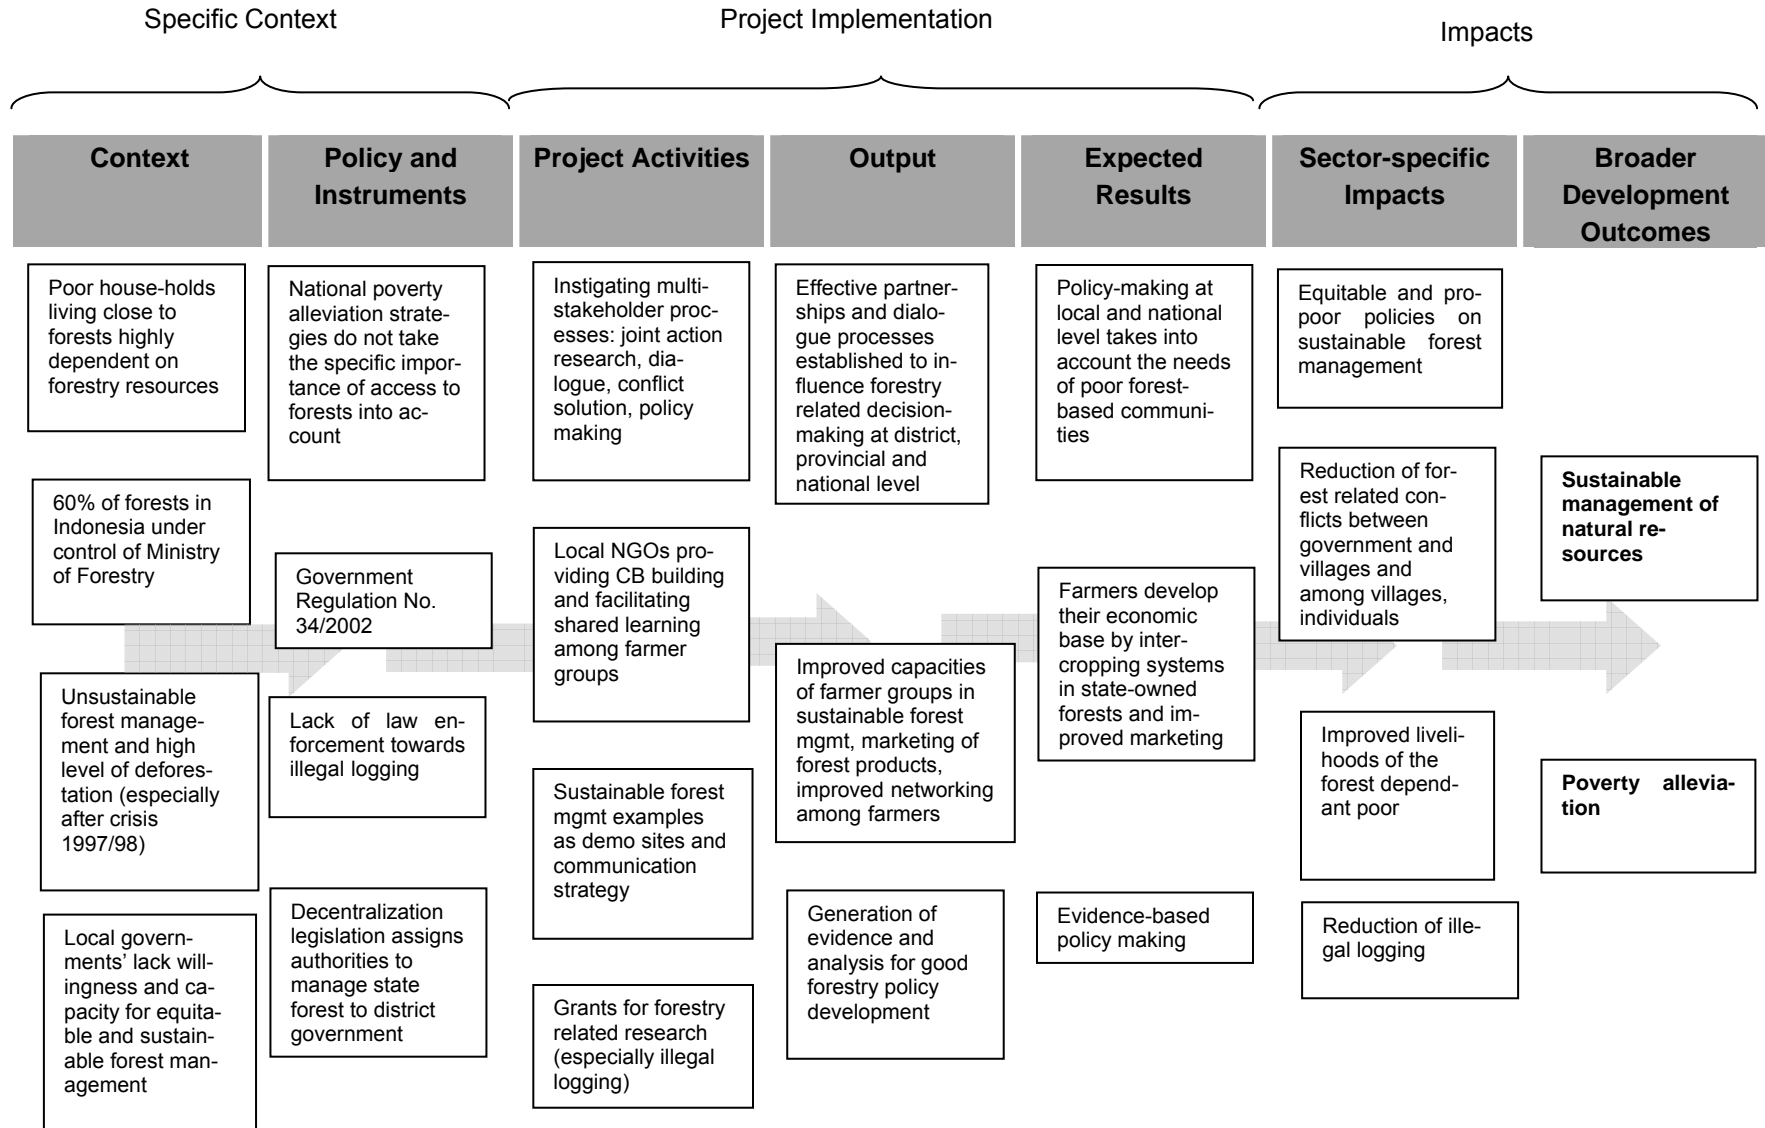 Specific Context
Project Implementation
Impacts
Context
Policy and
Instruments
Project Activities
Output
Expected
Results
Sector-specific
Impacts
Broader
Development
Outcomes
Poor house-holds
living close to
forests highly
dependent on
forestry resources
60% of forests in
Indonesia under
control of Ministry
of Forestry
Unsustainable
forest manage-
ment and high
level of defores-
tation (especially
after crisis
1997/98)
Local govern-
ments’ lack will-
ingness and ca-
pacity for equita-
ble and sustain-
able forest man-
agement
National poverty
alleviation strate-
gies do not take
the specific impor-
tance of access to
forests into ac-
count
Government
Regulation No.
34/2002
Lack of law en-
forcement towards
illegal logging
Decentralization
legislation assigns
authorities to
manage state
forest to district
government
Instigating multi-
stakeholder proc-
esses: joint action
research, dia-
logue, conflict
solution, policy
making
Local NGOs pro-
viding CB building
and facilitating
shared learning
among farmer
groups
Sustainable forest
mgmt examples
as demo sites and
communication
strategy
Grants for forestry
related research
(especially illegal
logging)
Effective partner-
ships and dialo-
gue processes
established to in-
fluence forestry
related decision-
making at district,
provincial and
national level
Improved capacities
of farmer groups in
sustainable forest
mgmt, marketing of
forest products,
improved networking
among farmers
Generation of
evidence and
analysis for good
forestry policy
development
Policy-making at
local and national
level takes into
account the needs
of poor forest-
based communi-
ties
Farmers develop
their economic
base by inter-
cropping systems
in state-owned
forests and im-
proved marketing
Evidence-based
policy making
Equitable and pro-
poor policies on
sustainable forest
management
Reduction of for-
est related con-
flicts between
government and
villages and
among villages,
individuals
Improved liveli-
hoods of the
forest depend-
ant poor
Reduction of ille-
gal logging
Sustainable
management of
natural re-
sources
Poverty allevia-
tion